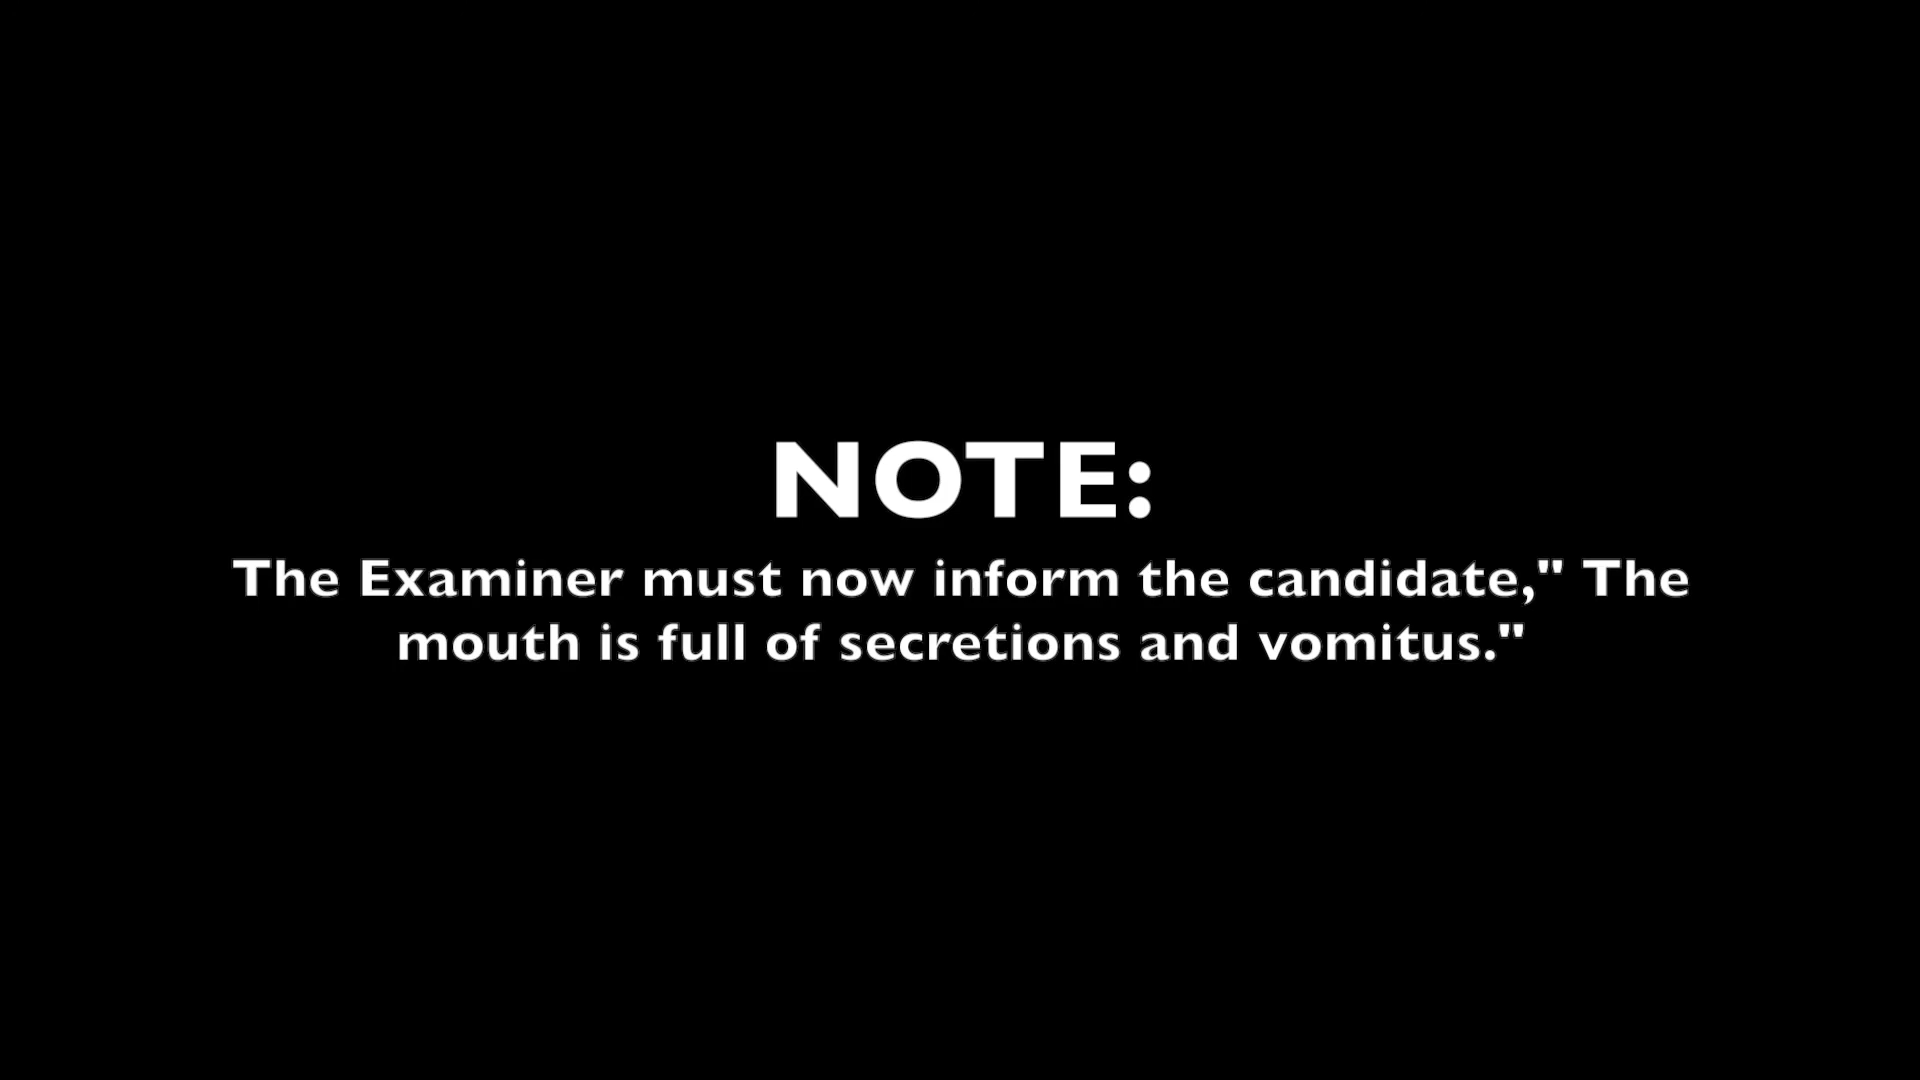 NOTE:
The Examiner must now inform the candidate," The
mouth is full of secretions and vomitus."